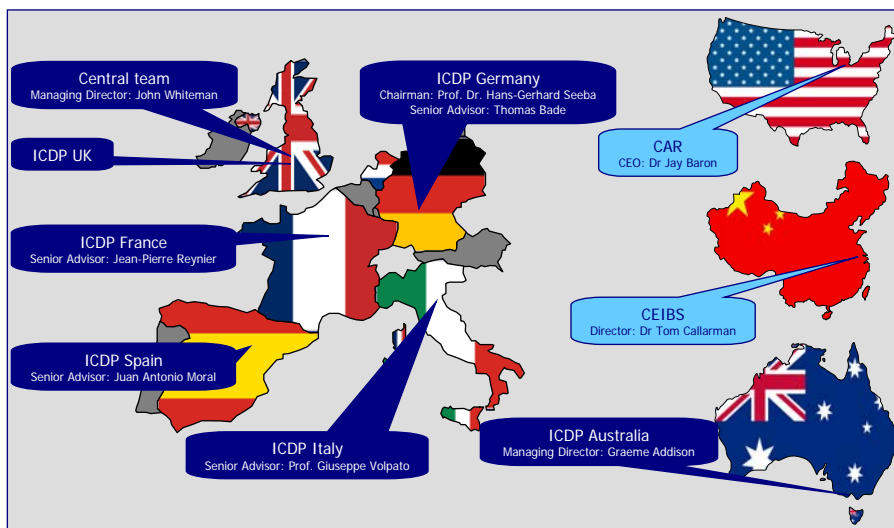 Central team
Managing Director: John Whiteman
ICDP UK
ICDP France
Senior Advisor: Jean-Pierre Reynier
ICDP Spain
Senior Advisor: Juan Antonio Moral
ICDP Italy
Senior Advisor: Prof. Giuseppe Volpato
ICDP Germany
Chairman: Prof. Dr. Hans-Gerhard Seeba
Senior Advisor: Thomas Bade
CAR
CEO: Dr Jay Baron
CEIBS
Director: Dr Tom Callarman
ICDP Australia
Managing Director: Graeme Addison